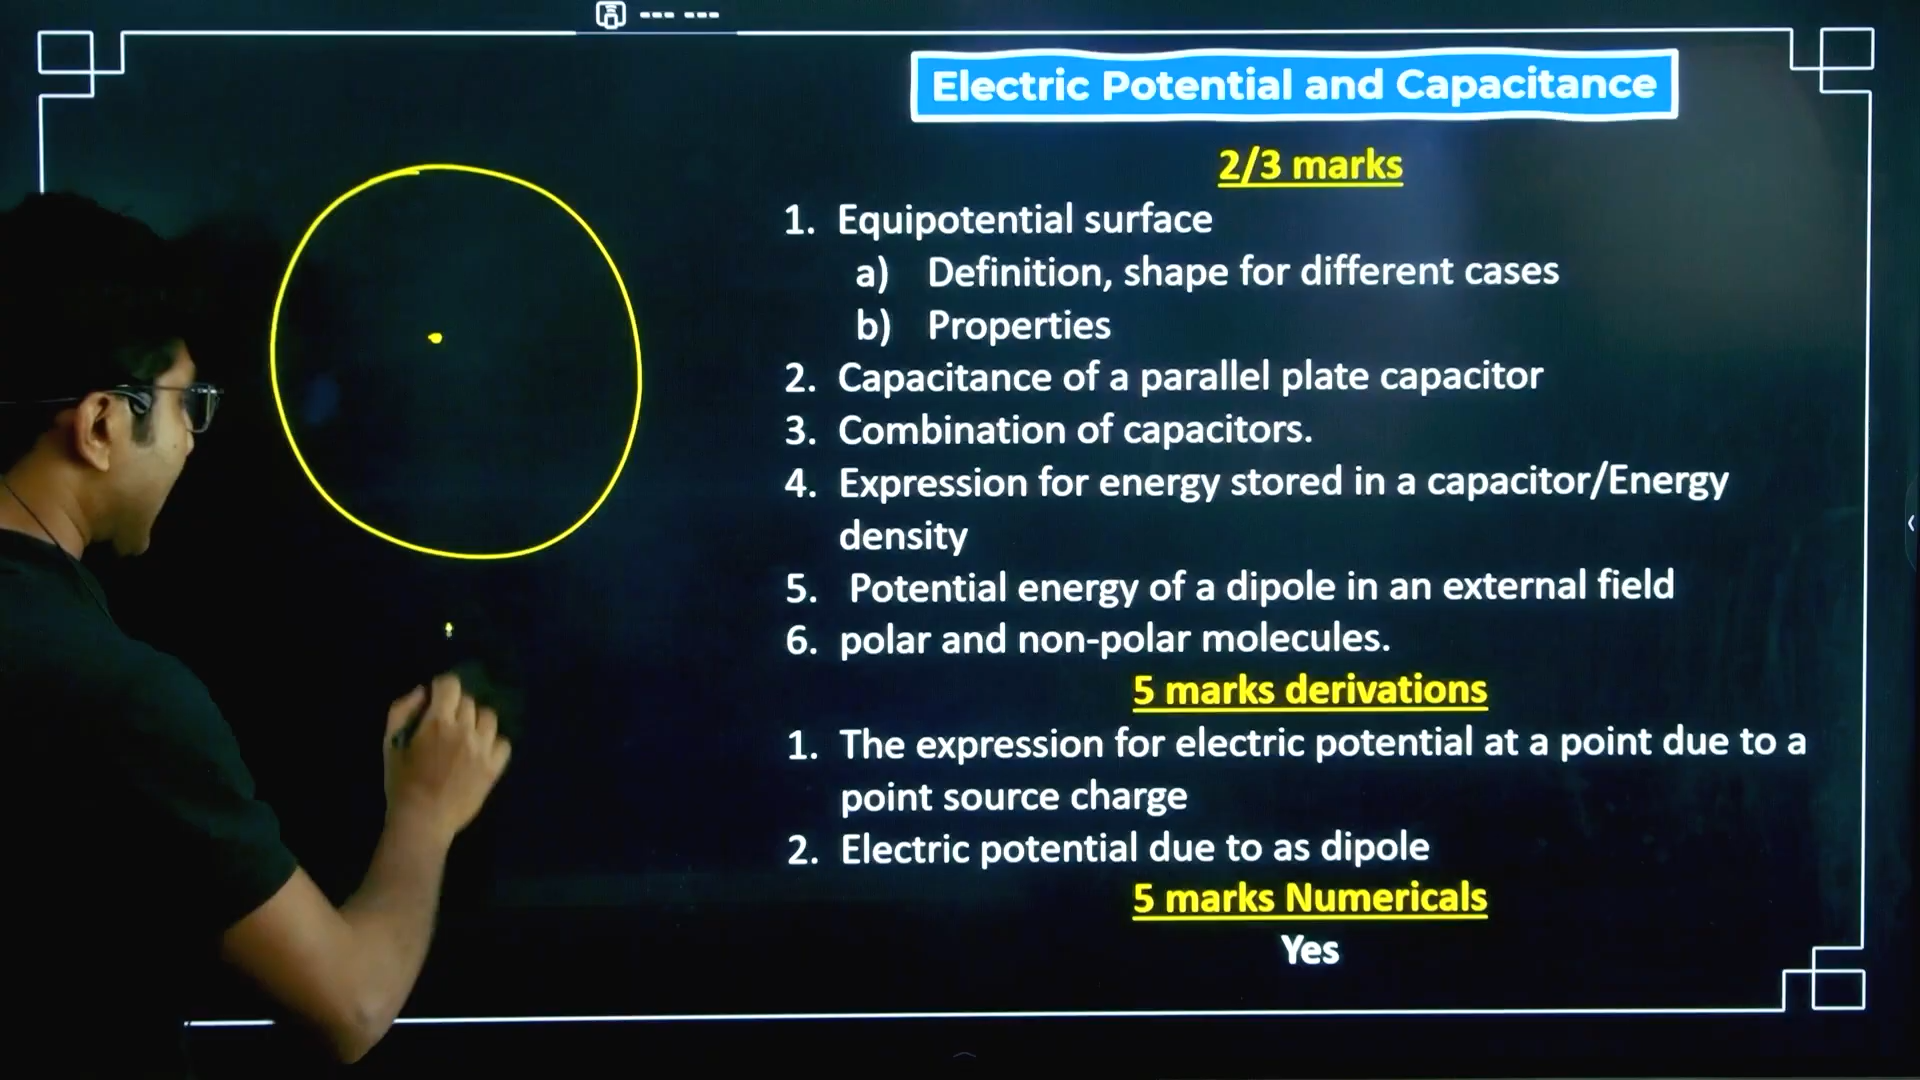 Electric Potential and Capacitance
2/3 marks
1. Equipotential surface
a) Definition, shape for different cases
b) Properties
2. Capacitance of a parallel plate capacitor
3. Combination of capacitors.
4. Expression for energy stored in a capacitor/Energy
density
5. Potential energy of a dipole in an external field
6. polar and non-polar molecules.
5 marks derivations
1. The expression for electric potential at a point due to a
point source charge
2. Electric potential due to as dipole
5 marks Numericals
Yes